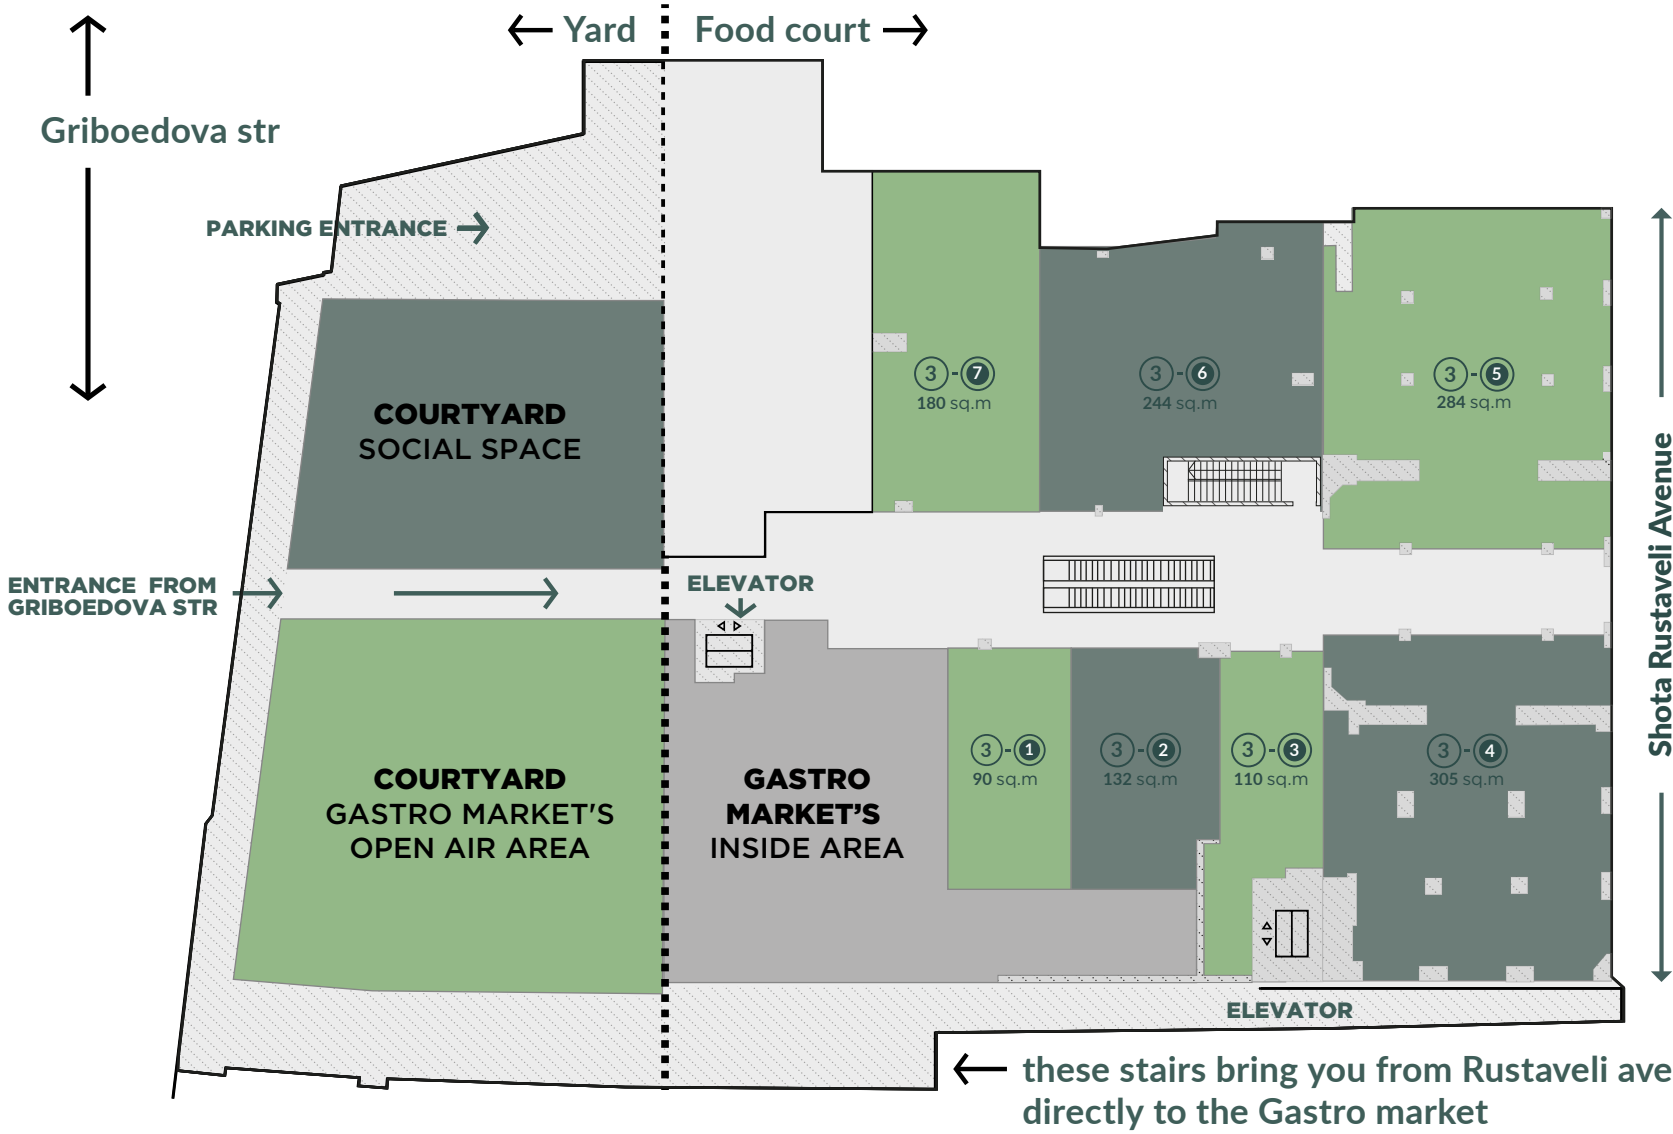 Yard
Food court
Griboedova str
PARKING ENTRANCE
COURTYARD
SOCIAL SPACE
3-7
180 sq.m
3-6
244 sq.m
3-5
284 sq.m
Shota Rustaveli Avenue
ENTRANCE FROM
GRIBOEDOVA STR
ELEVATOR
COURTYARD
GASTRO MARKET'S
OPEN AIR AREA
GASTRO
MARKET’S
INSIDE AREA
3-1
90 sq.m
3-2
132 sq.m
3-3
110 sq.m
3-4
305 sq.m
ELEVATOR
these stairs bring you from Rustaveli ave
directly to the Gastro market